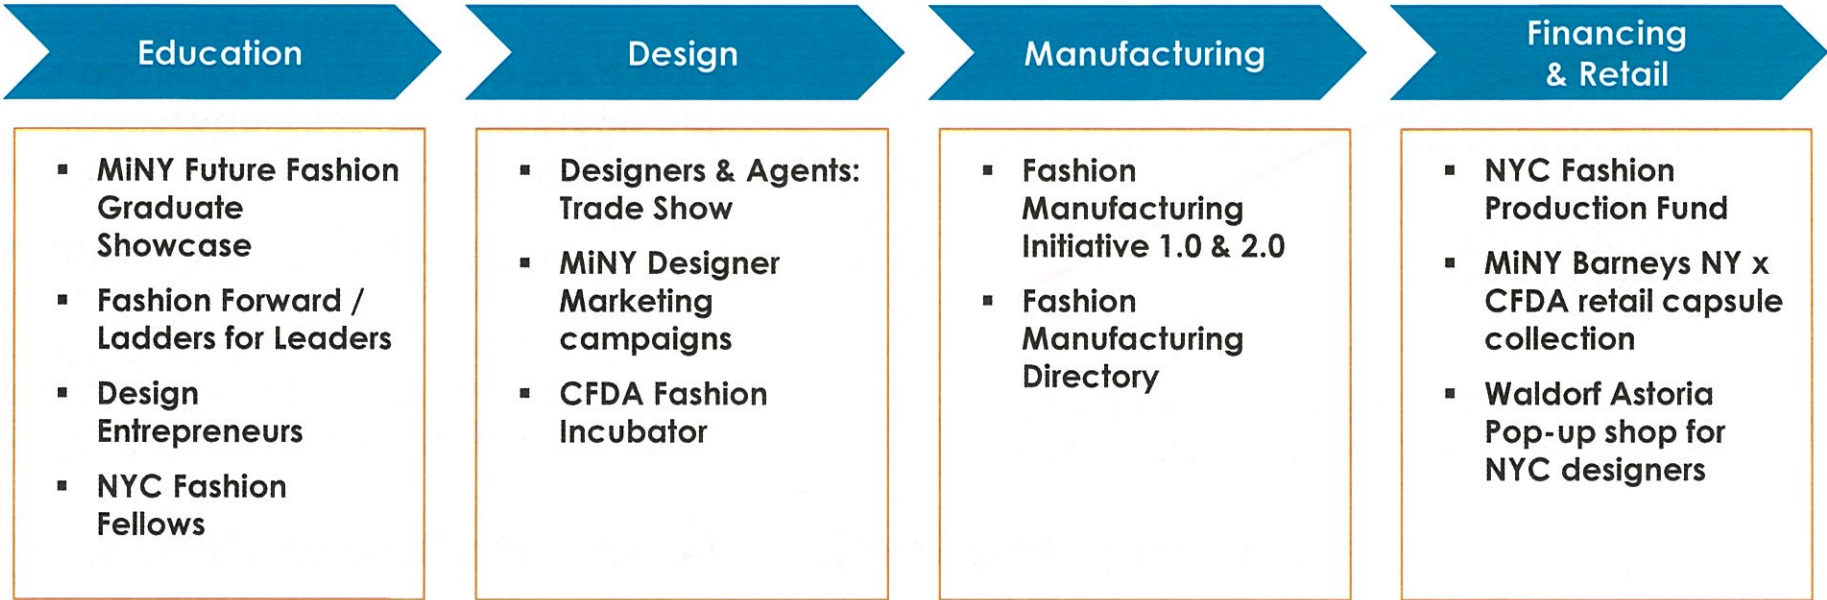 Education
▪ MiNY Future Fashion
Graduate
Showcase
▪ Fashion Forward /
Ladders for Leaders
▪ Design
Entrepreneurs
▪ NYC Fashion
Fellows
Design
▪ Designers & Agents:
Trade Show
▪ MiNY Designer
Marketing
campaigns
▪ CFDA Fashion
Incubator
Manufacturing
▪ Fashion
Manufacturing
Initiative 1.0 & 2.0
▪ Fashion
Manufacturing
Directory
Financing
& Retail
▪ NYC Fashion
Production Fund
▪ MiNY Barneys NY x
CFDA retail capsule
collection
▪ Waldorf Astoria
Pop-up shop for
NYC designers